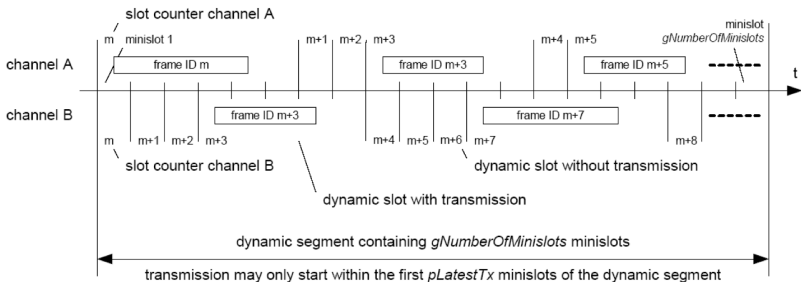 slot counter channel A
minislot
gNumberOfMinislots
m minislot 1 m+1 m+2 m+3 m+4 m+5
channel A frame ID m frame ID m+3 frame ID m+5
t
channel B frame ID m+3 frame ID m+7
m m+1 m+2 m+3 m+4 m+5 m+6 m+7 m+8
slot counter channel B dynamic slot without transmission
dynamic slot with transmission
dynamic segment containing gNumberOfMinislots minislots
transmission may only start within the first pLatestTx minislots of the dynamic segment